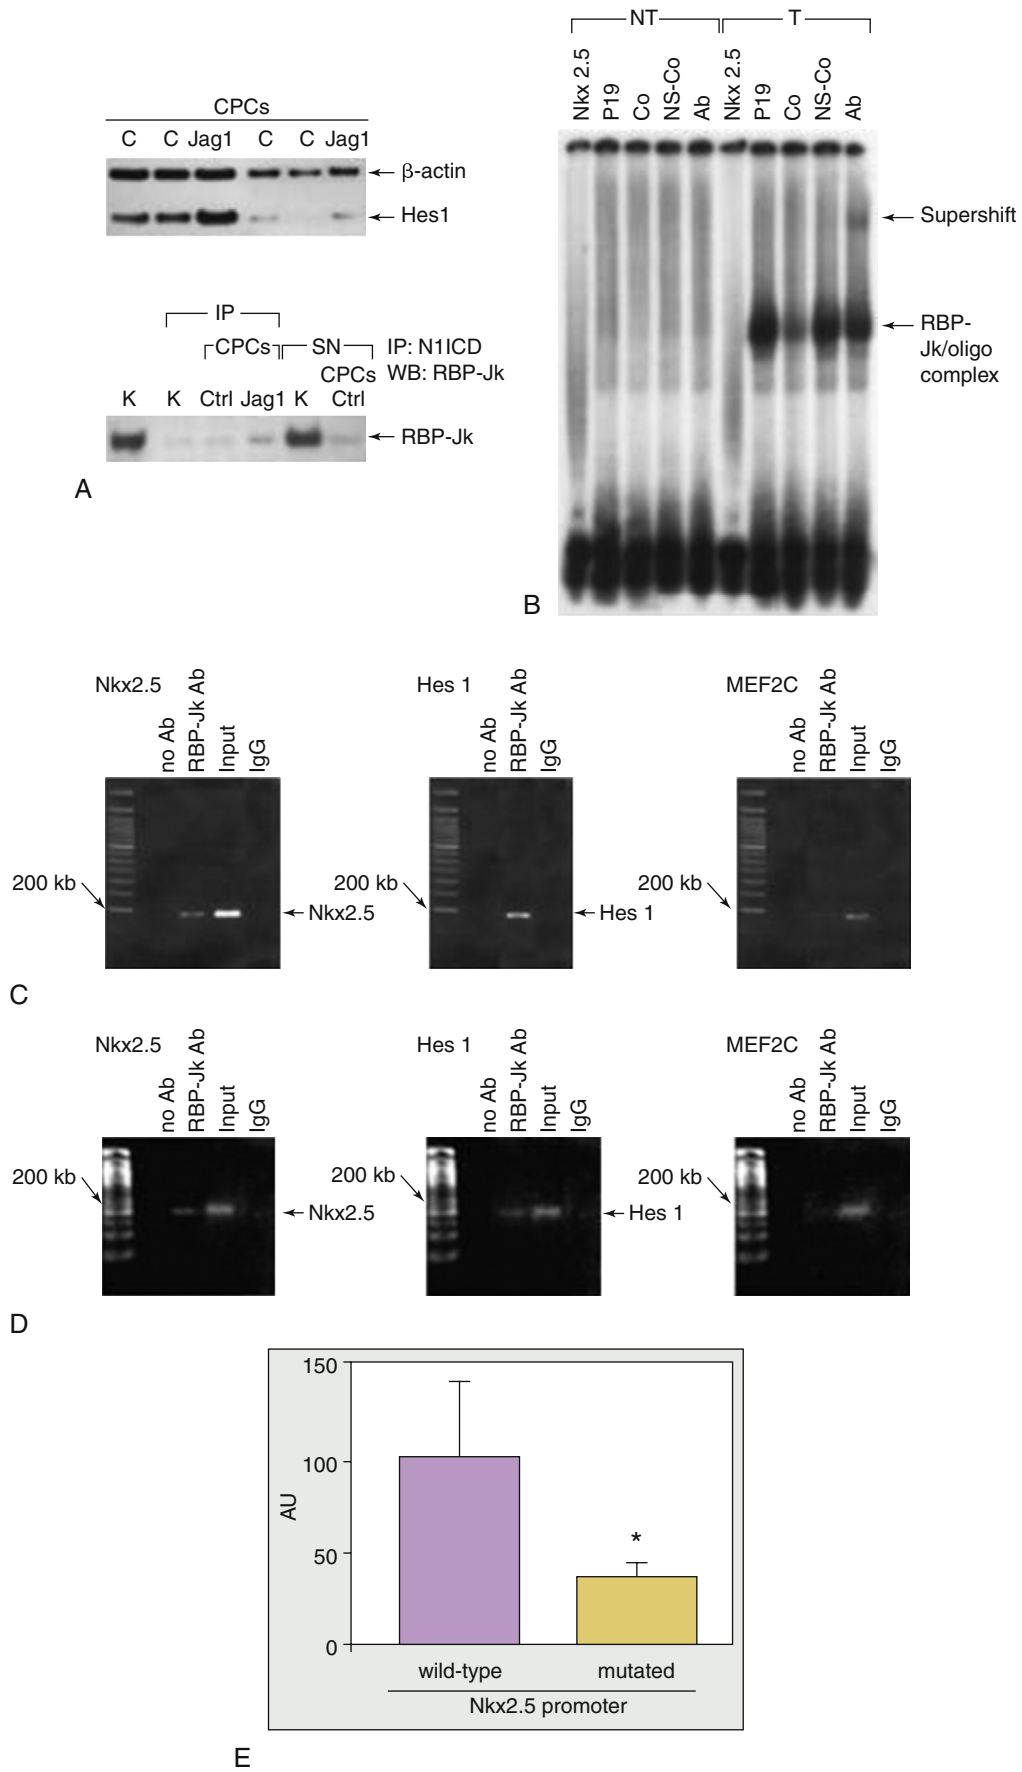 CPCs
C C Jag1 C C Jag1
β-actin
Hes1
IP
CPCs SN IP: N1ICD
CPCs WB: RBP-Jk
K K Ctrl Jag1 K Ctrl
RBP-Jk
A
NT T
Nkx 2.5 P19 Co NS-Co Ab Nkx 2.5 P19 Co NS-Co Ab
Supershift
RBP-
Jk/oligo
complex
B
Nkx2.5 no Ab RBP-Jk Ab Input IgG
200 kb
Nkx2.5
Hes 1 no Ab RBP-Jk Ab IgG
200 kb
Hes 1
MEF2C no Ab RBP-Jk Ab Input IgG
200 kb
C
Nkx2.5 no Ab RBP-Jk Ab Input IgG
200 kb
Nkx2.5
Hes 1 no Ab RBP-Jk Ab Input IgG
200 kb
Hes 1
MEF2C no Ab RBP-Jk Ab Input IgG
200 kb
D
150
100
50
0
AU
*
wild-type mutated
Nkx2.5 promoter
E